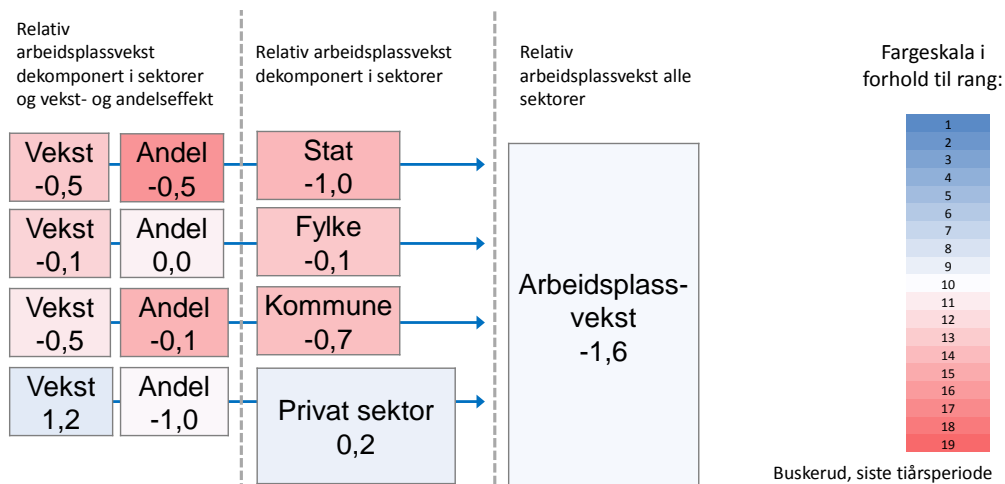 Relativ
arbeidsplassvekst
dekomponert i sektorer
og vekst- og andelseffekt
Relativ arbeidsplassvekst
dekomponert i sektorer
Relativ
arbeidsplassvekst alle
sektorer
Fargeskala i
forhold til rang:
Vekst
-0,5
Andel
-0,5
Stat
-1,0
Vekst
-0,1
Andel
0,0
Fylke
-0,1
Vekst
-0,5
Andel
-0,1
Kommune
-0,7
Vekst
1,2
Andel
-1,0
Privat sektor
0,2
Arbeidsplass-
vekst
-1,6
1
2
3
4
5
6
7
8
9
10
11
12
13
14
15
16
17
18
19
Buskerud, siste tiårsperiode